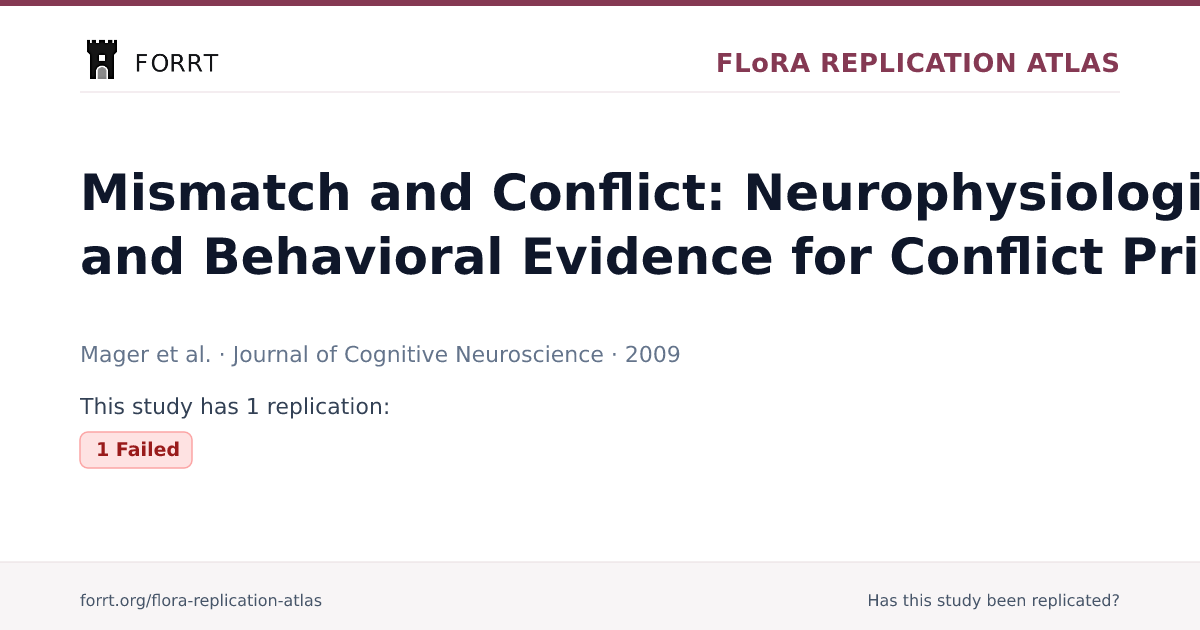 FORRT
FLoRA REPLICATION ATLAS
Mismatch and Conflict: Neurophysiologi
and Behavioral Evidence for Conflict Pri
Mager et al. · Journal of Cognitive Neuroscience · 2009
This study has 1 replication:
1 Failed
forrt.org/flora-replication-atlas
Has this study been replicated?